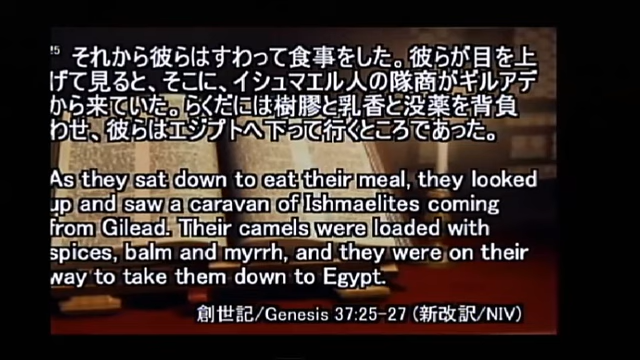 25 それから彼らはすわって食事をした。彼らが目を上
げて見ると、そこに、イシュマエル人の隊商がギルアデ
から来ていた。らくだには樹膠と乳香と没薬を背負
わせ、彼らはエジプトへ下って行くところであった。
As they sat down to eat their meal, they looked
up and saw a caravan of Ishmaelites coming
from Gilead. Their camels were loaded with
spices, balm and myrrh, and they were on their
way to take them down to Egypt.
創世記/Genesis 37:25-27 (新改訳/NIV)